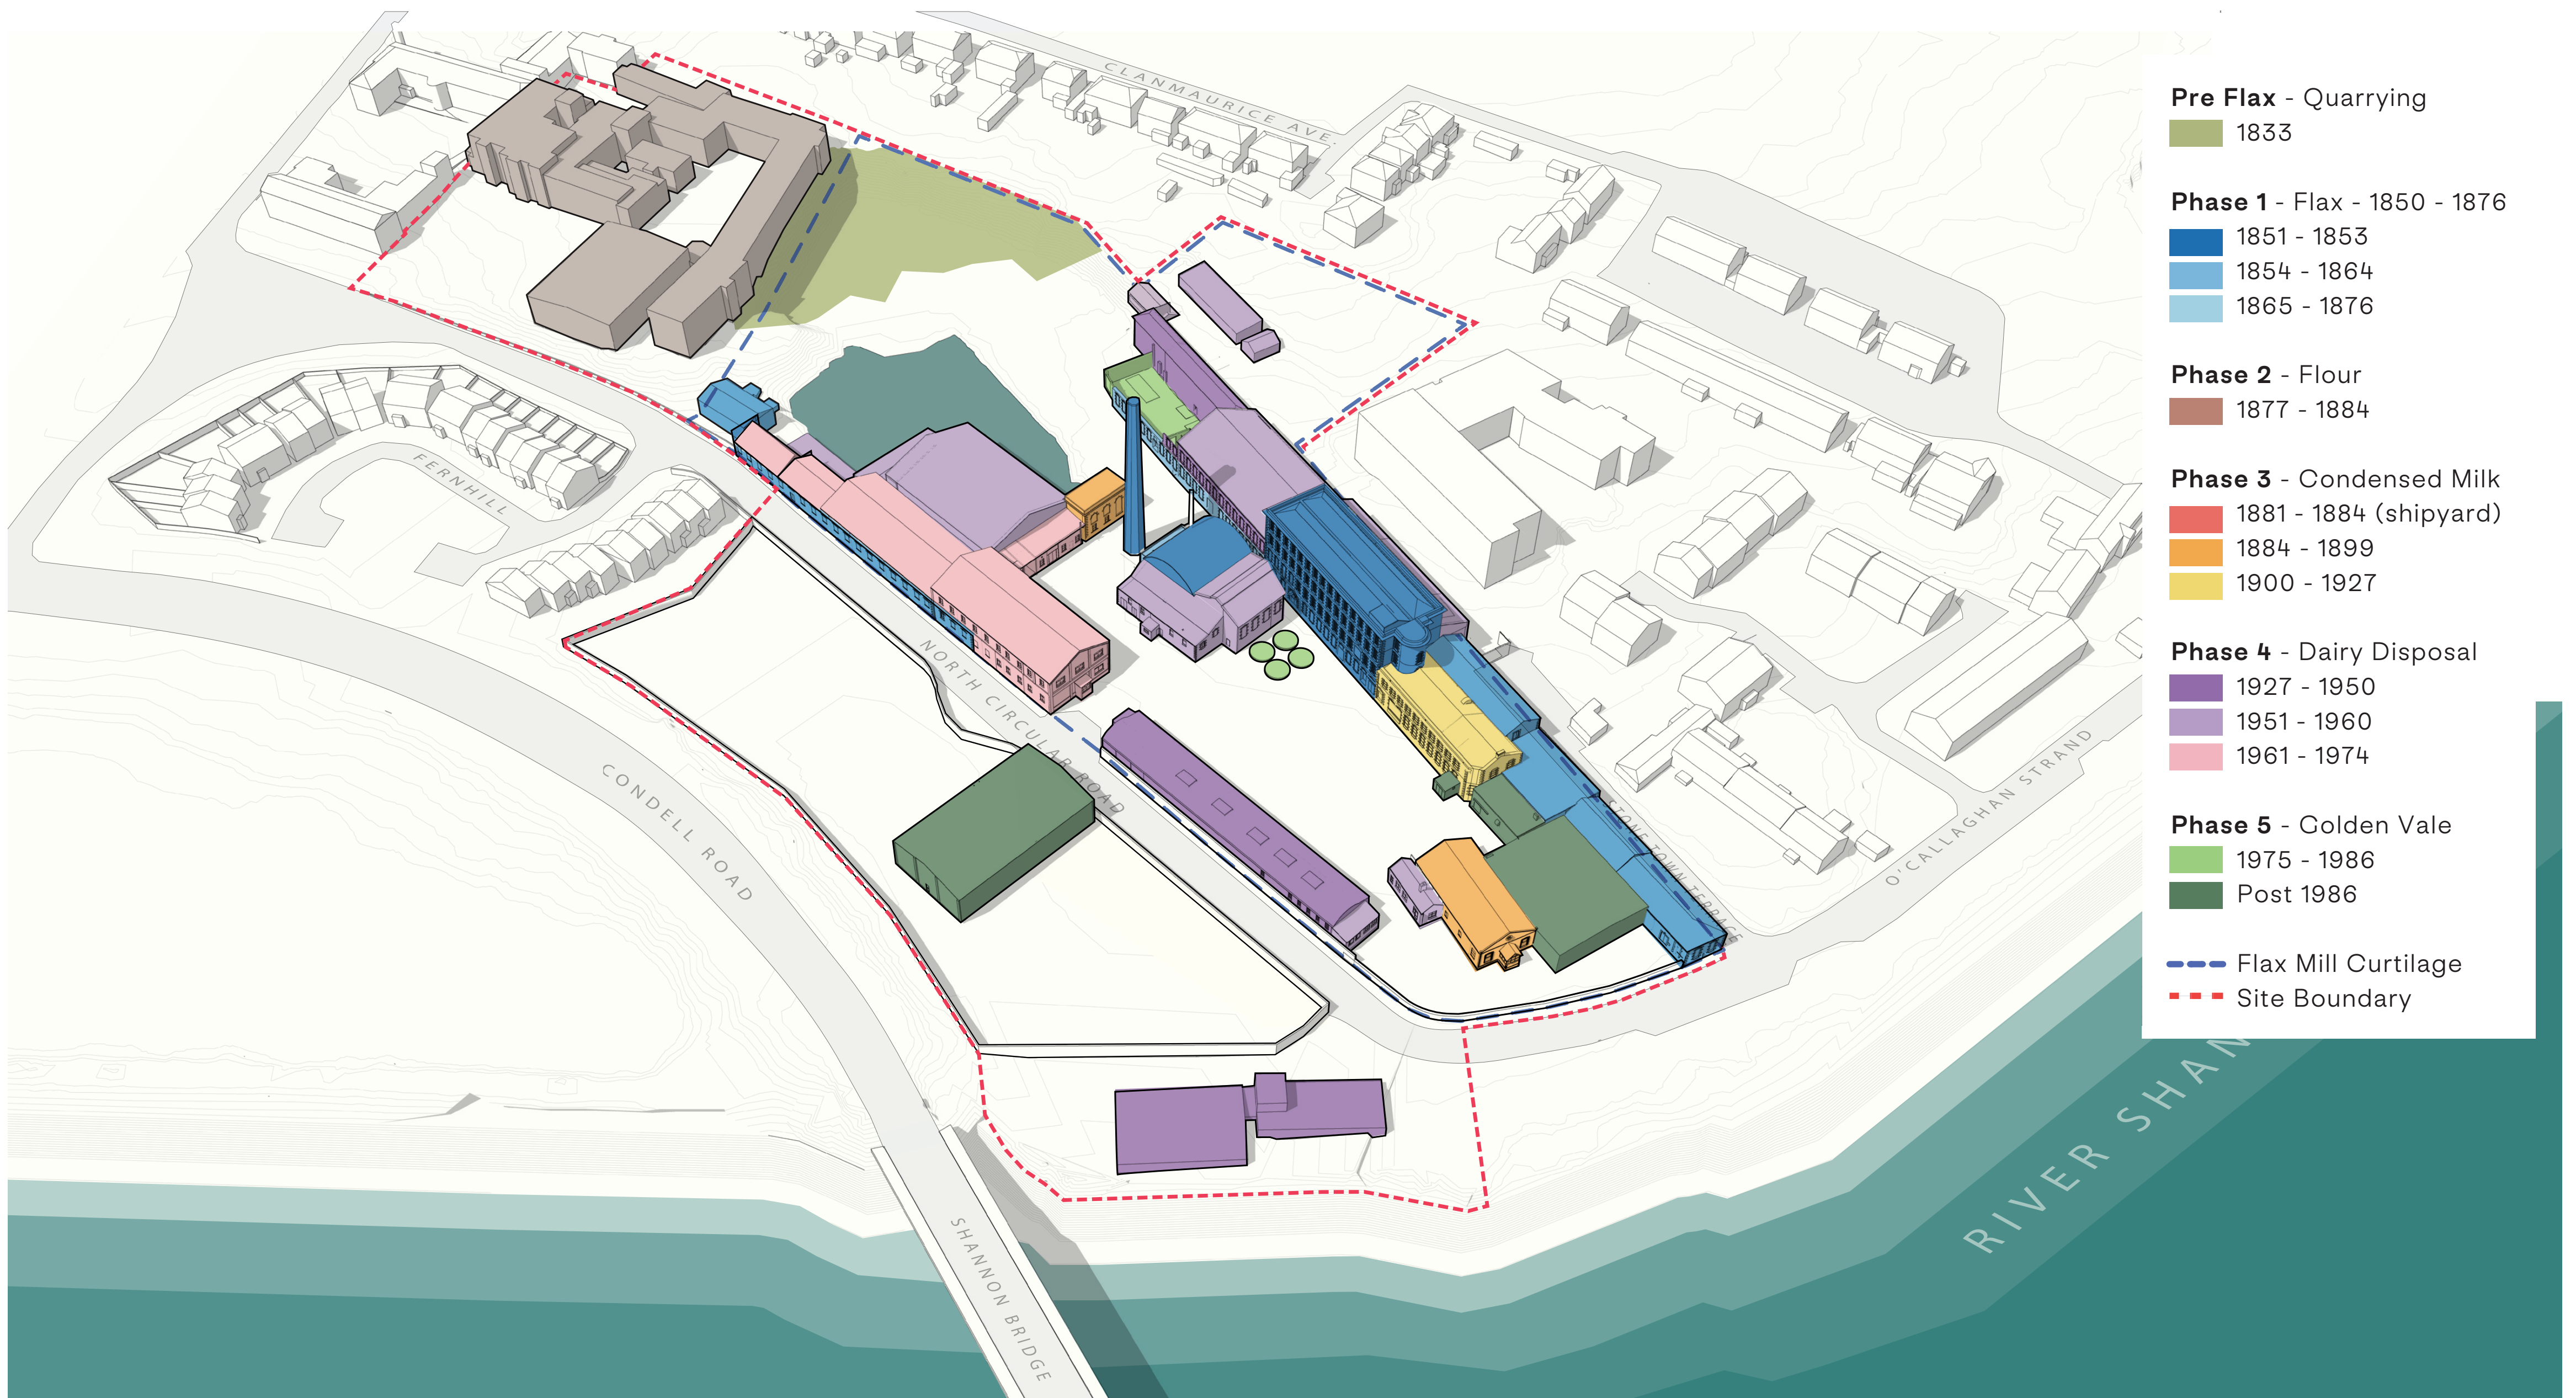 CLANMAURICE AVE.
FERNHILL
NORTH CIRCULAR ROAD
CONDELL ROAD
STONE TOWN TERRACE
O'CALLAGHAN STRAND
SHANNON BRIDGE
RIVER SHAN
Pre Flax - Quarrying
1833
Phase 1 - Flax - 1850 - 1876
1851 - 1853
1854 - 1864
1865 - 1876
Phase 2 - Flour
1877 - 1884
Phase 3 - Condensed Milk
1881 - 1884 (shipyard)
1884 - 1899
1900 - 1927
Phase 4 - Dairy Disposal
1927 - 1950
1951 - 1960
1961 - 1974
Phase 5 - Golden Vale
1975 - 1986
Post 1986
Flax Mill Curtilage
Site Boundary